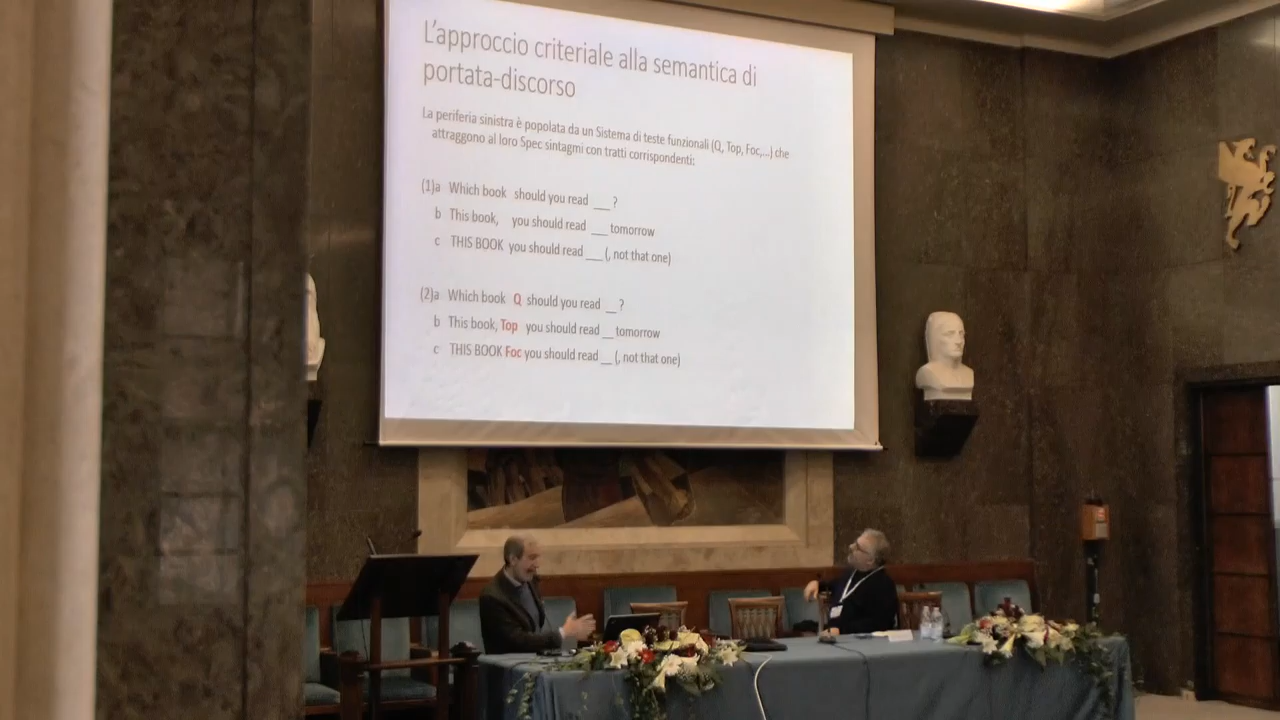 L'approccio criteriale alla semantica di
portata-discorso
La periferia sinistra è popolata da un Sistema di teste funzionali (Q, Top, Foc,…) che
attraggono al loro Spec sintagmi con tratti corrispondenti:
(1)a Which book should you read ___ ?
b This book, you should read ___ tomorrow
c THIS BOOK you should read ___ (, not that one)
(2)a Which book Q should you read __ ?
b This book, Top you should read __ tomorrow
c THIS BOOK Foc you should read __ (, not that one)